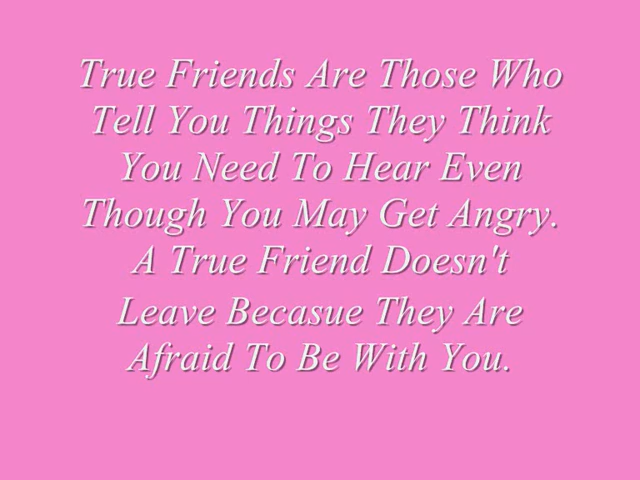 True Friends Are Those Who
Tell You Things They Think
You Need To Hear Even
Though You May Get Angry.
A True Friend Doesn't
Leave Becasue They Are
Afraid To Be With You.